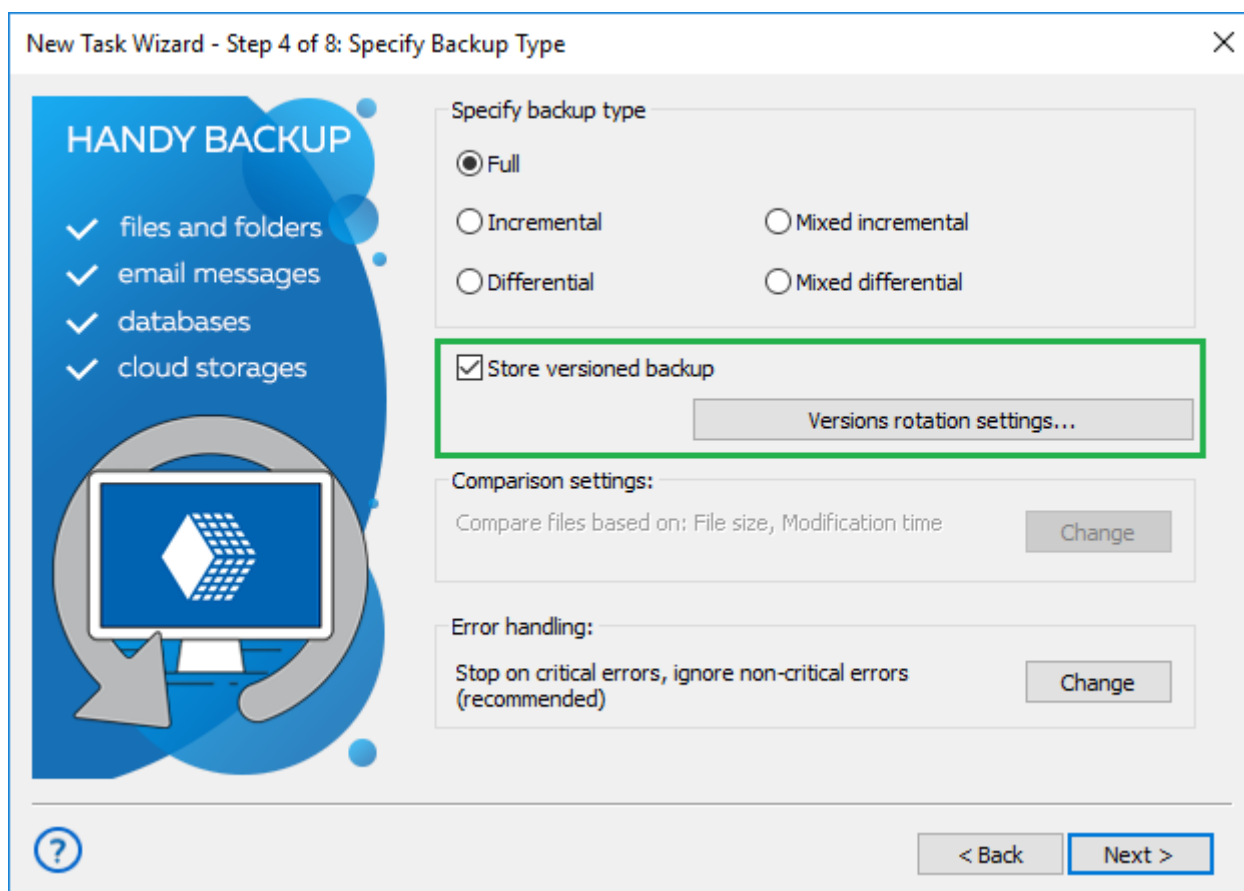 New Task Wizard - Step 4 of 8: Specify Backup Type
HANDY BACKUP
files and folders
email messages
databases
cloud storages
Specify backup type
Full
Incremental
Mixed incremental
Differential
Mixed differential
Store versioned backup
Versions rotation settings...
Comparison settings:
Compare files based on: File size, Modification time
Change
Error handling:
Stop on critical errors, ignore non-critical errors
(recommended)
Change
?
< Back
Next >